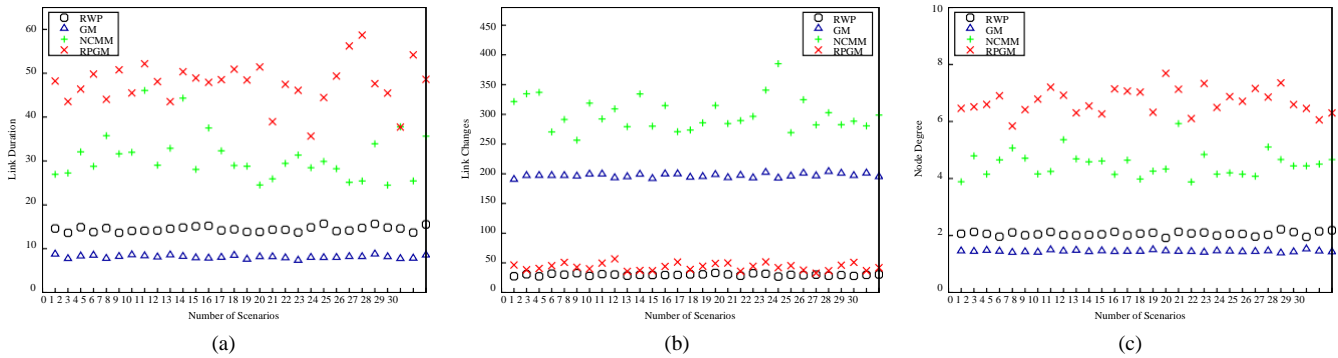 60
50
40
30
20
10
0
Link Duration
RWP
GM
NCMM
RPGM
0 1 2 3 4 5 6 7 8 9 10 11 12 13 14 15 16 17 18 19 20 21 22 23 24 25 26 27 28 29 30
Number of Scenarios
(a)
450
400
350
300
250
200
150
100
50
0
Link Changes
RWP
GM
NCMM
RPGM
0 1 2 3 4 5 6 7 8 9 10 11 12 13 14 15 16 17 18 19 20 21 22 23 24 25 26 27 28 29 30
Number of Scenarios
(b)
10
8
6
4
2
0
Node Degree
RWP
GM
NCMM
RPGM
0 1 2 3 4 5 6 7 8 9 10 11 12 13 14 15 16 17 18 19 20 21 22 23 24 25 26 27 28 29 30
Number of Scenarios
(c)